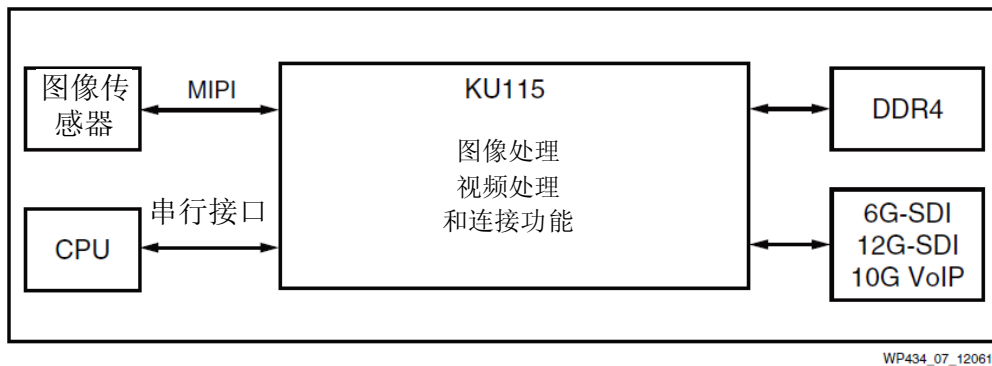 图像传
感器
MIPI
KU115
图像处理
视频处理
和连接功能
DDR4
CPU
串行接口
6G-SDI
12G-SDI
10G VoIP
WP434_07_12061